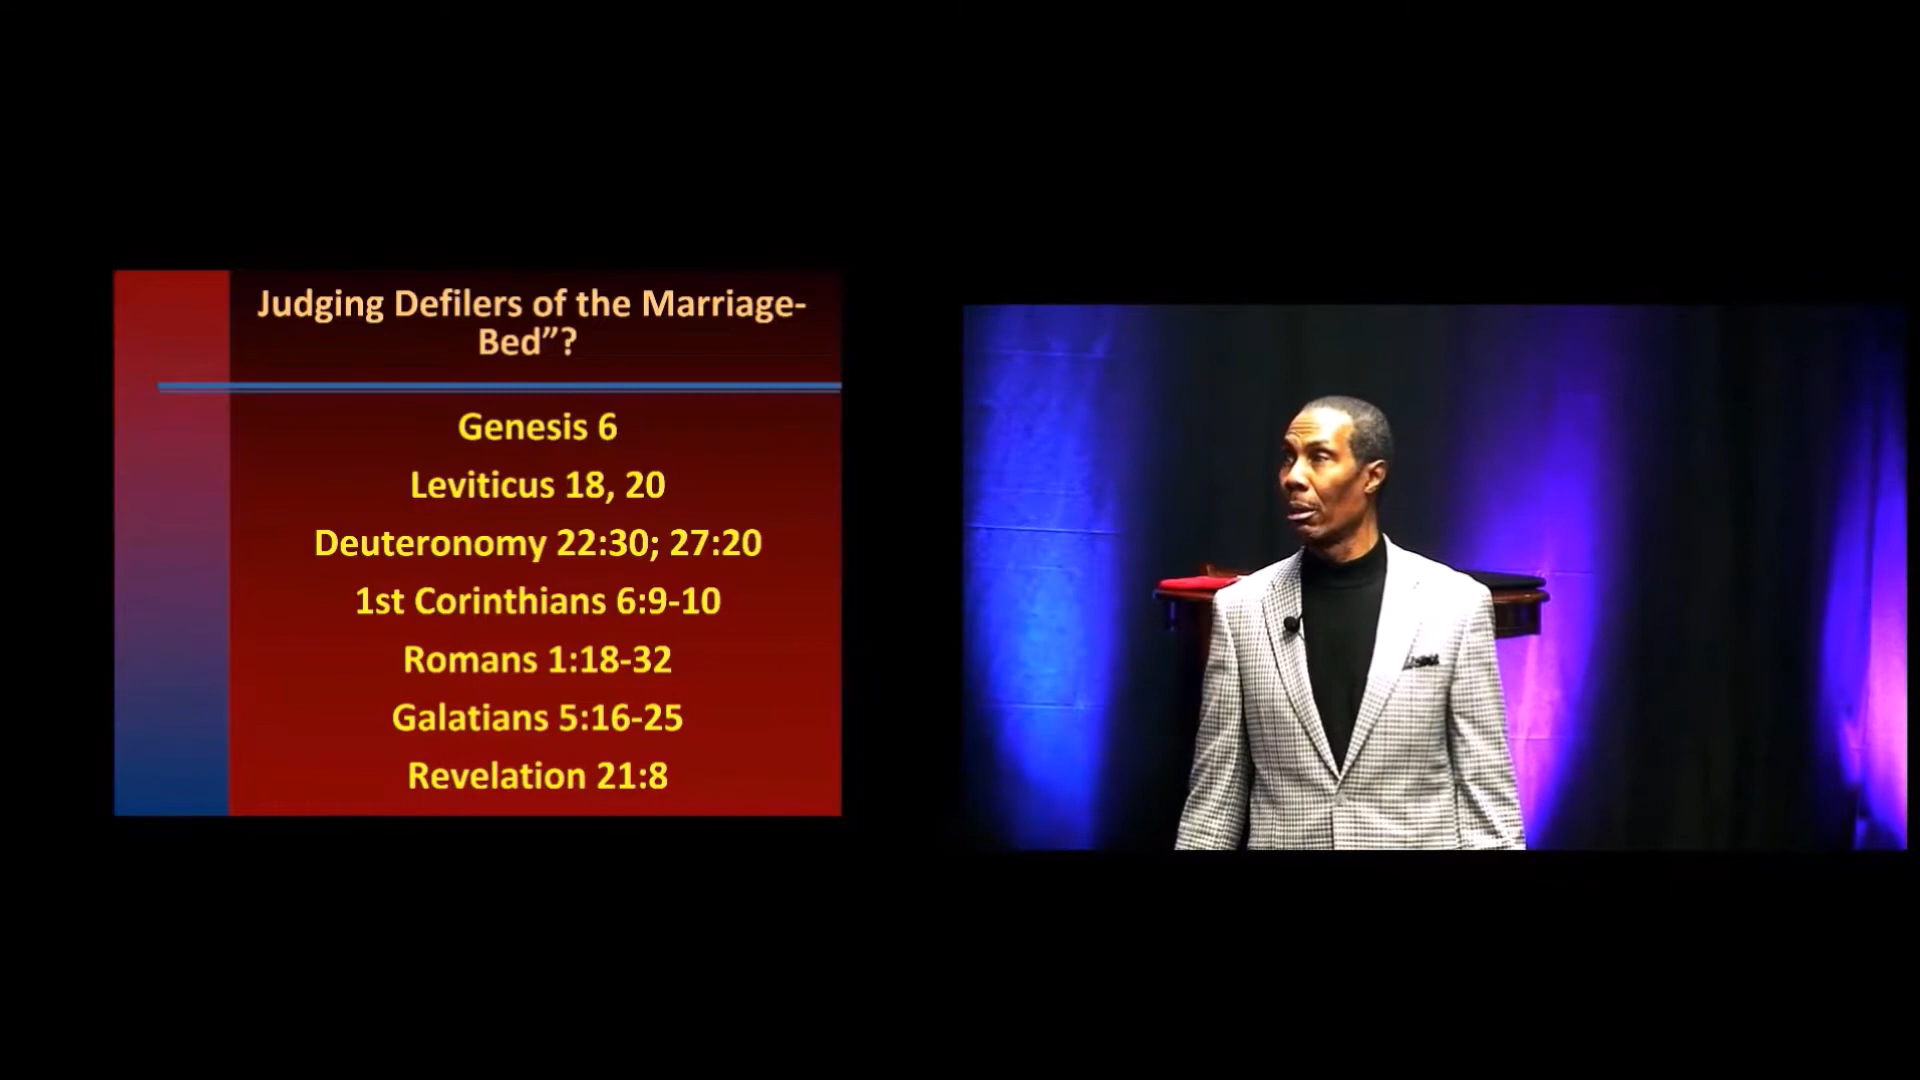 Judging Defilers of the Marriage-
Bed”?
Genesis 6
Leviticus 18, 20
Deuteronomy 22:30; 27:20
1st Corinthians 6:9-10
Romans 1:18-32
Galatians 5:16-25
Revelation 21:8